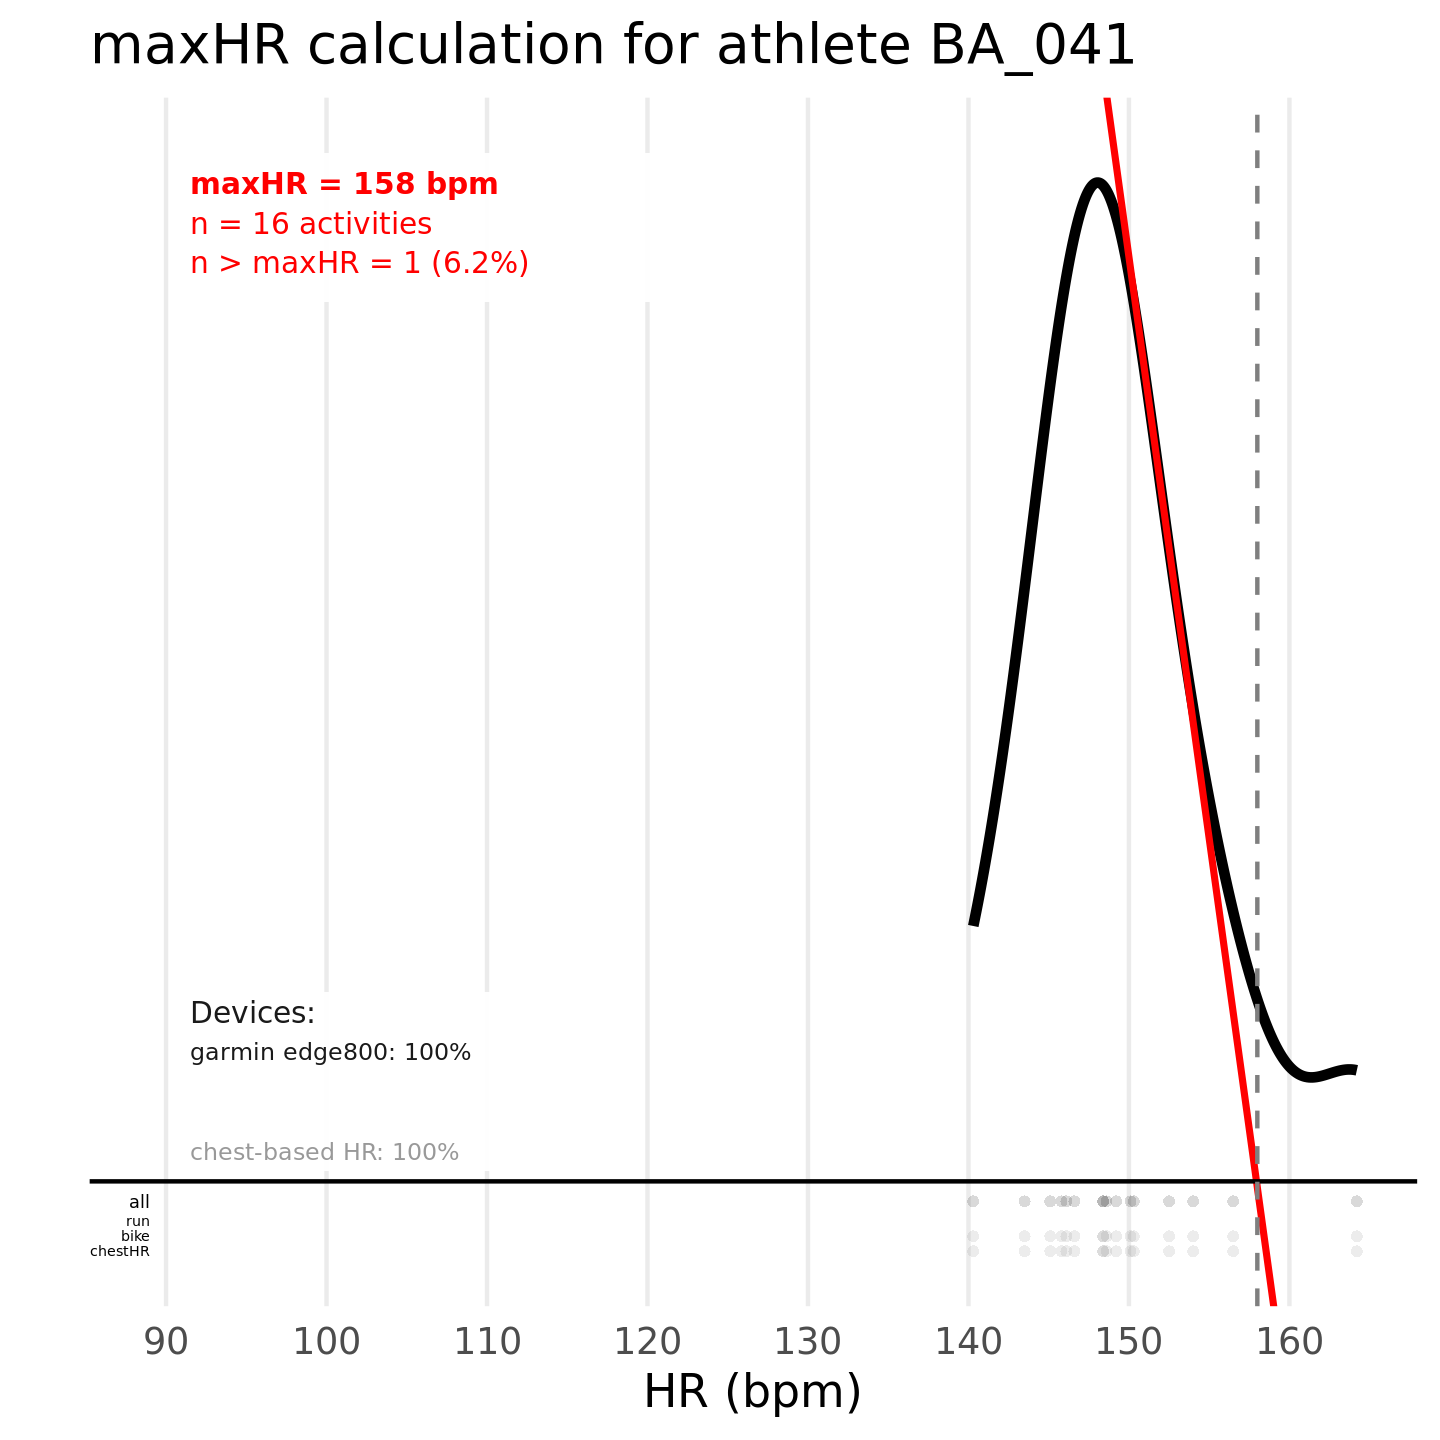 maxHR calculation for athlete BA_041
maxHR = 158 bpm
n = 16 activities
n > maxHR = 1 (6.2%)
Devices:
garmin edge800: 100%
chest-based HR: 100%
all
run
bike
chestHR
90 100 110 120 130 140 150 160
HR (bpm)